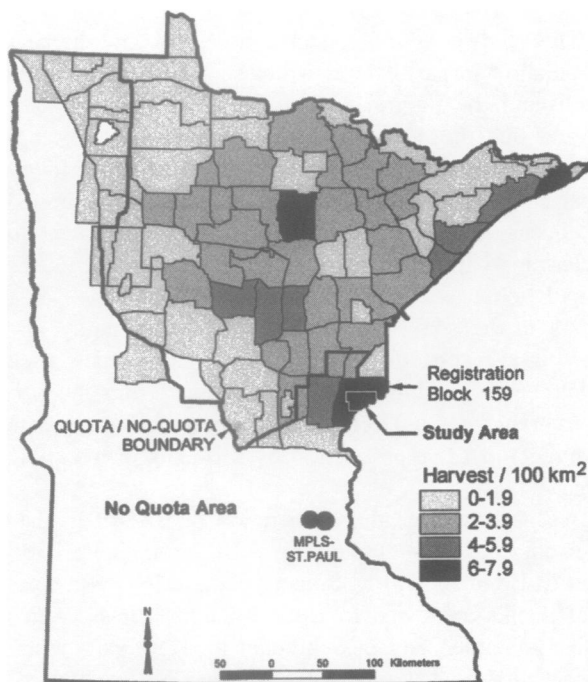 Registration
Block 159
Study Area
QUOTA / NO-QUOTA
BOUNDARY
Harvest / 100 km2
0-1.9
2-3.9
4-5.9
6-7.9
No Quota Area
MPLS-
ST.PAUL
N
50 0 50 100 Kilometers